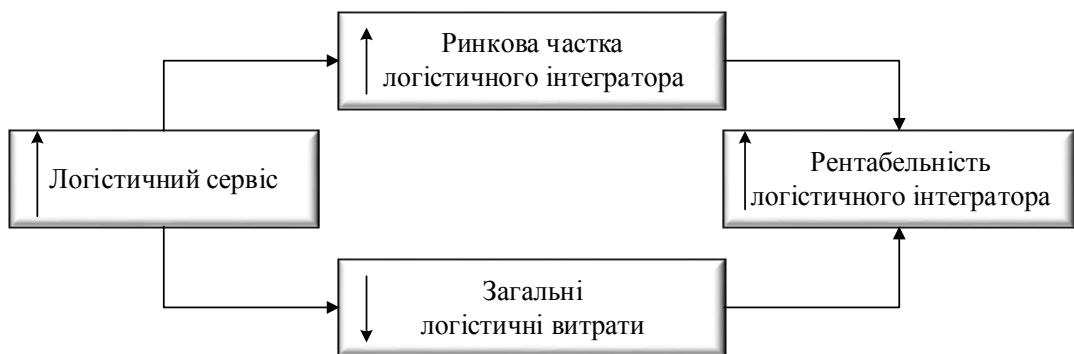 Ринкова частка
логістичного інтегратора
Логістичний сервіс
Рентабельність
логістичного інтегратора
Загальні
логістичні витрати